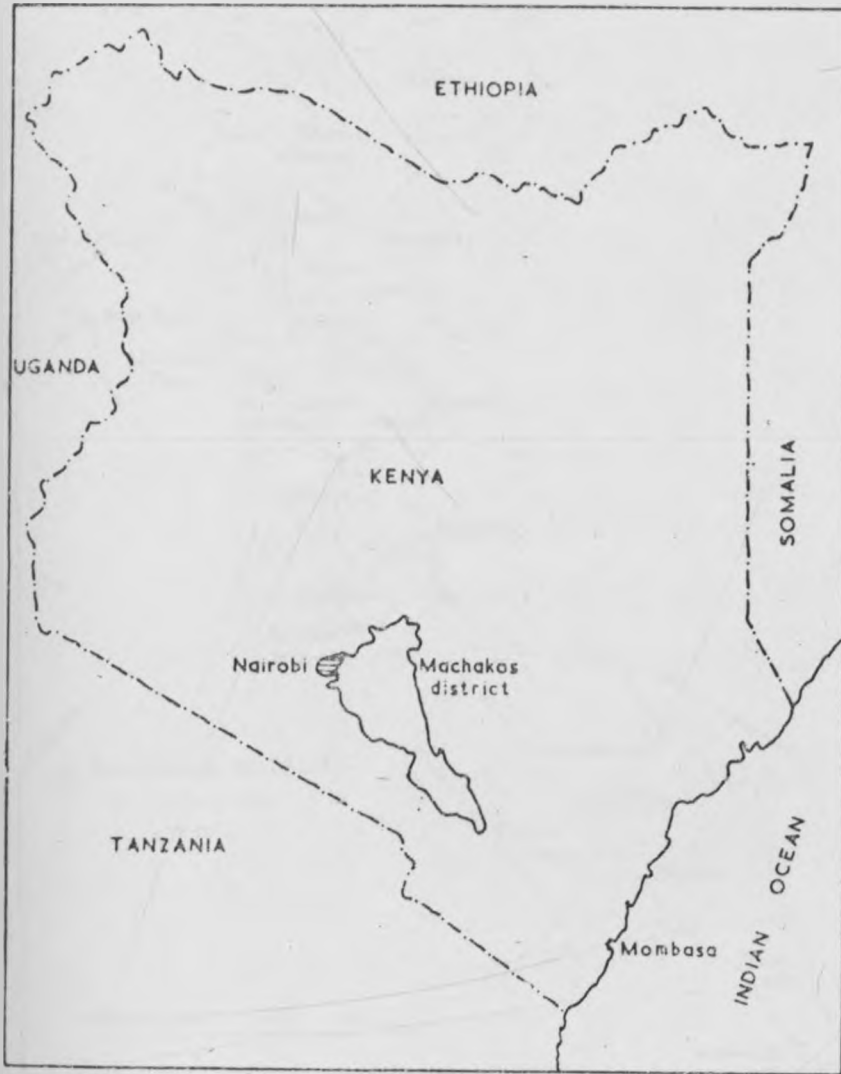 ETHIOPIA
UGANDA
KENYA
SOMALIA
Nairobi
Machakos
district
TANZANIA
INDIAN OCEAN
Mombasa